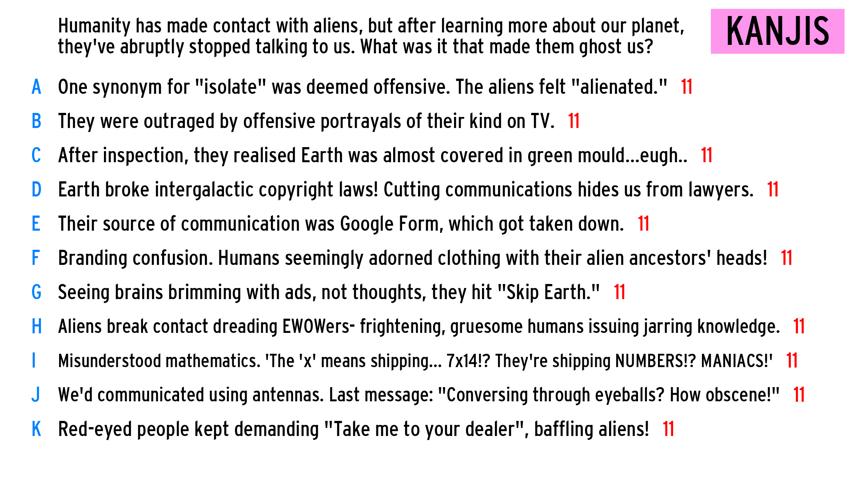 Humanity has made contact with aliens, but after learning more about our planet,
they've abruptly stopped talking to us. What was it that made them ghost us?
KANJIS
A One synonym for "isolate" was deemed offensive. The aliens felt "alienated." 11
B They were outraged by offensive portrayals of their kind on TV. 11
C After inspection, they realised Earth was almost covered in green mould...eugh.. 11
D Earth broke intergalactic copyright laws! Cutting communications hides us from lawyers. 11
E Their source of communication was Google Form, which got taken down. 11
F Branding confusion. Humans seemingly adorned clothing with their alien ancestors' heads! 11
G Seeing brains brimming with ads, not thoughts, they hit "Skip Earth." 11
H Aliens break contact dreading EWOWers- frightening, gruesome humans issuing jarring knowledge. 11
I Misunderstood mathematics. 'The 'x' means shipping... 7x14!? They're shipping NUMBERS!? MANIACS!' 11
J We'd communicated using antennas. Last message: "Conversing through eyeballs? How obscene!" 11
K Red-eyed people kept demanding "Take me to your dealer", baffling aliens! 11